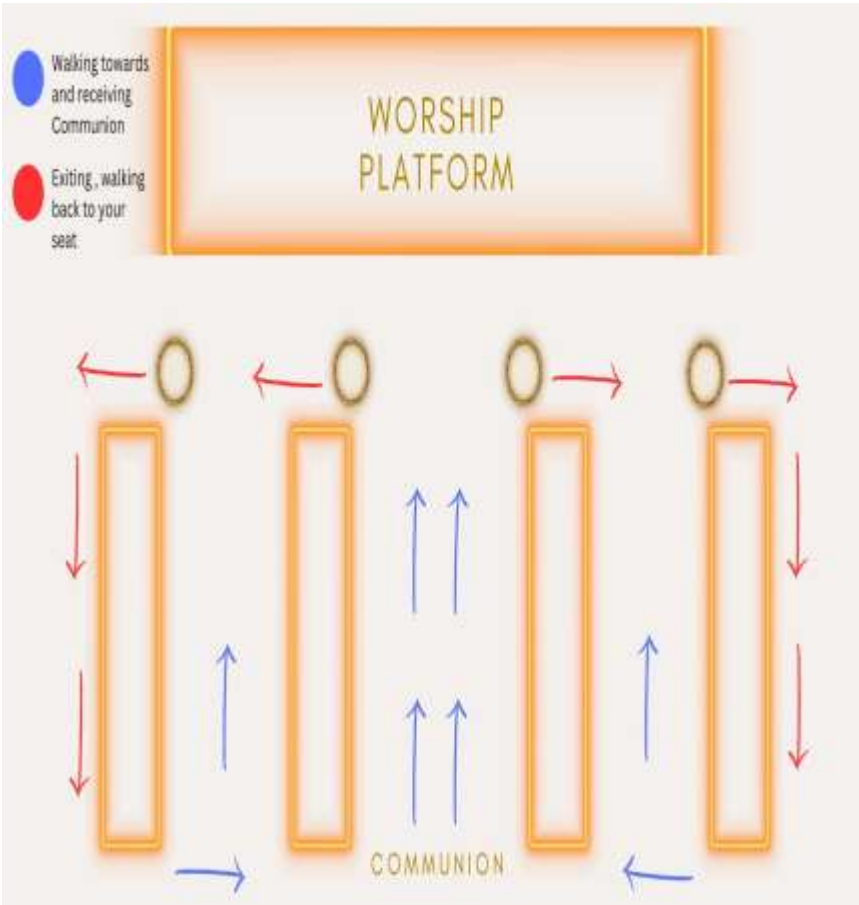 Walking towards
and receiving
Communion
Exiting , walking
back to your
seat
WORSHIP
PLATFORM
COMMUNION